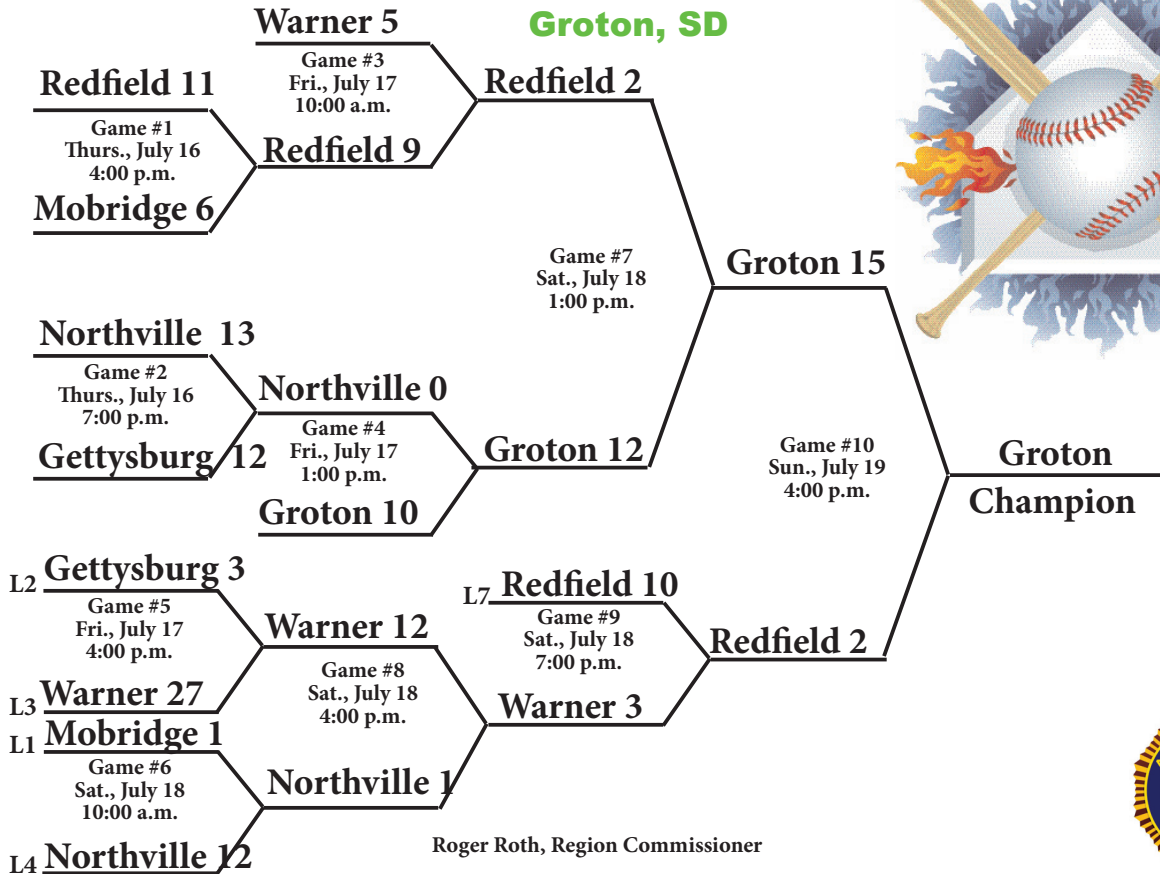 Groton, SD
Warner 5
Game #3
Fri., July 17
10:00 a.m.
Redfield 11
Game #1
Thurs., July 16
4:00 p.m.
Mobridge 6
Redfield 9
Redfield 2
Game #7
Sat., July 18
1:00 p.m.
Groton 15
Northville 13
Game #2
Thurs., July 16
7:00 p.m.
Gettysburg 12
Northville 0
Game #4
Fri., July 17
1:00 p.m.
Groton 10
Groton 12
Game #10
Sun., July 19
4:00 p.m.
Groton
Champion
L2 Gettysburg 3
Game #5
Fri., July 17
4:00 p.m.
L3 Warner 27
Warner 12
Game #8
Sat., July 18
4:00 p.m.
L1 Mobridge 1
Game #6
Sat., July 18
10:00 a.m.
L4 Northville 12
Northville 1
L7 Redfield 10
Game #9
Sat., July 18
7:00 p.m.
Warner 3
Redfield 2
Roger Roth, Region Commissioner